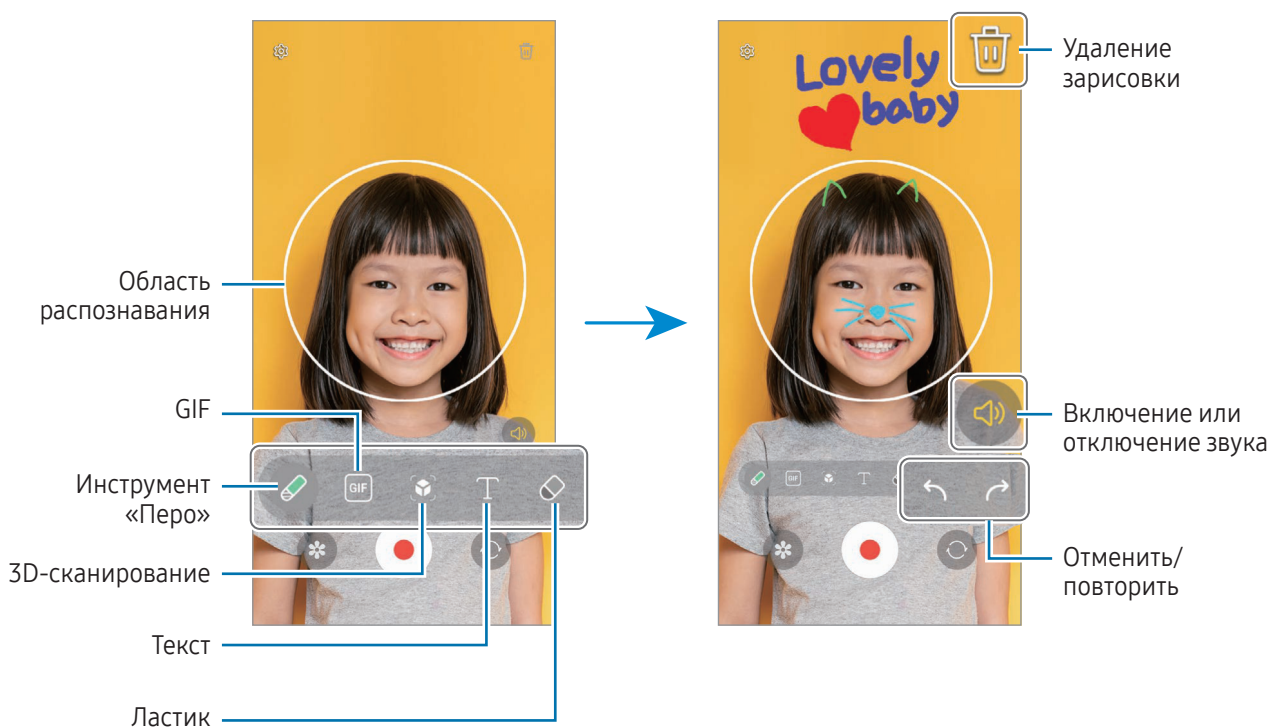 Область
распознавания
GIF
Инструмент
«Перо»
3D-сканирование
Текст
Ластик
GIF
T
Lovely
baby
GIF
T
Удаление
зарисовки
Включение или
отключение звука
Отменить/
повторить